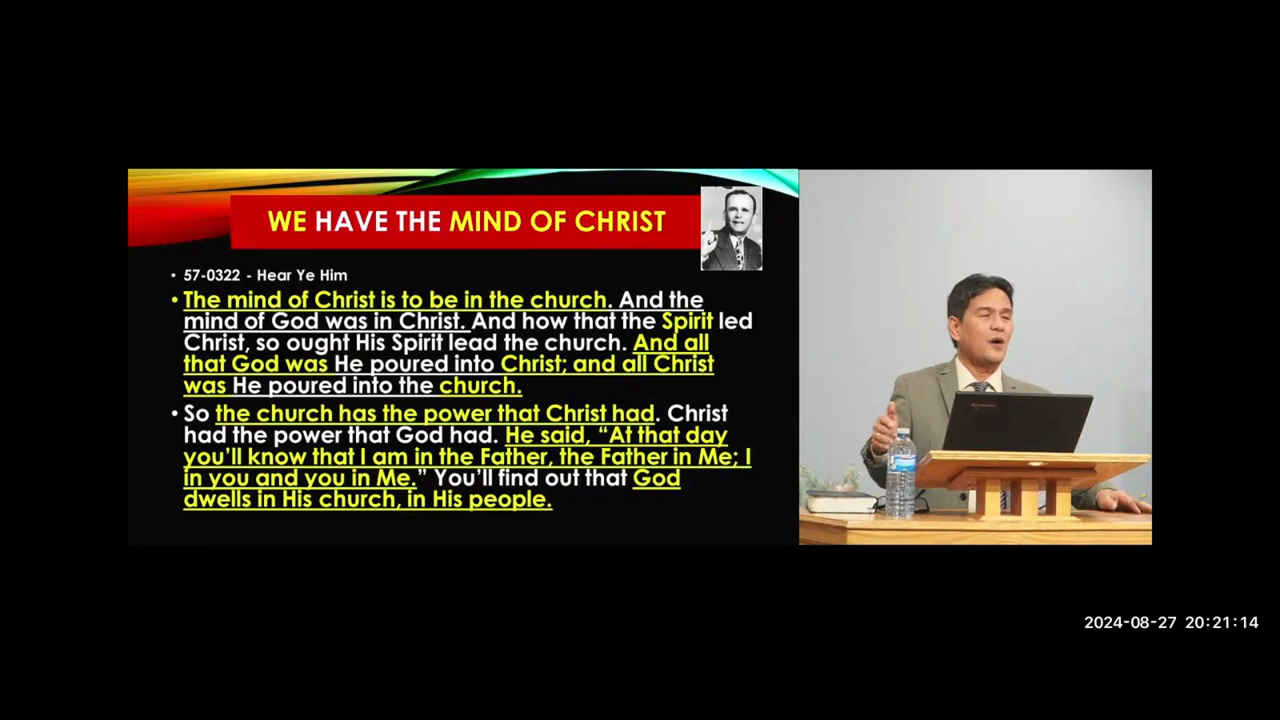 WE HAVE THE MIND OF CHRIST
• 57-0322 - Hear Ye Him
• The mind of Christ is to be in the church. And the
mind of God was in Christ. And how that the Spirit led
Christ, so ought His Spirit lead the church. And all
that God was He poured into Christ; and all Christ
was He poured into the church.
• So the church has the power that Christ had. Christ
had the power that God had. He said, “At that day
you’ll know that I am in the Father, the Father in Me; I
in you and you in Me.” You’ll find out that God
dwells in His church, in His people.
2024-08-27 20:21:14